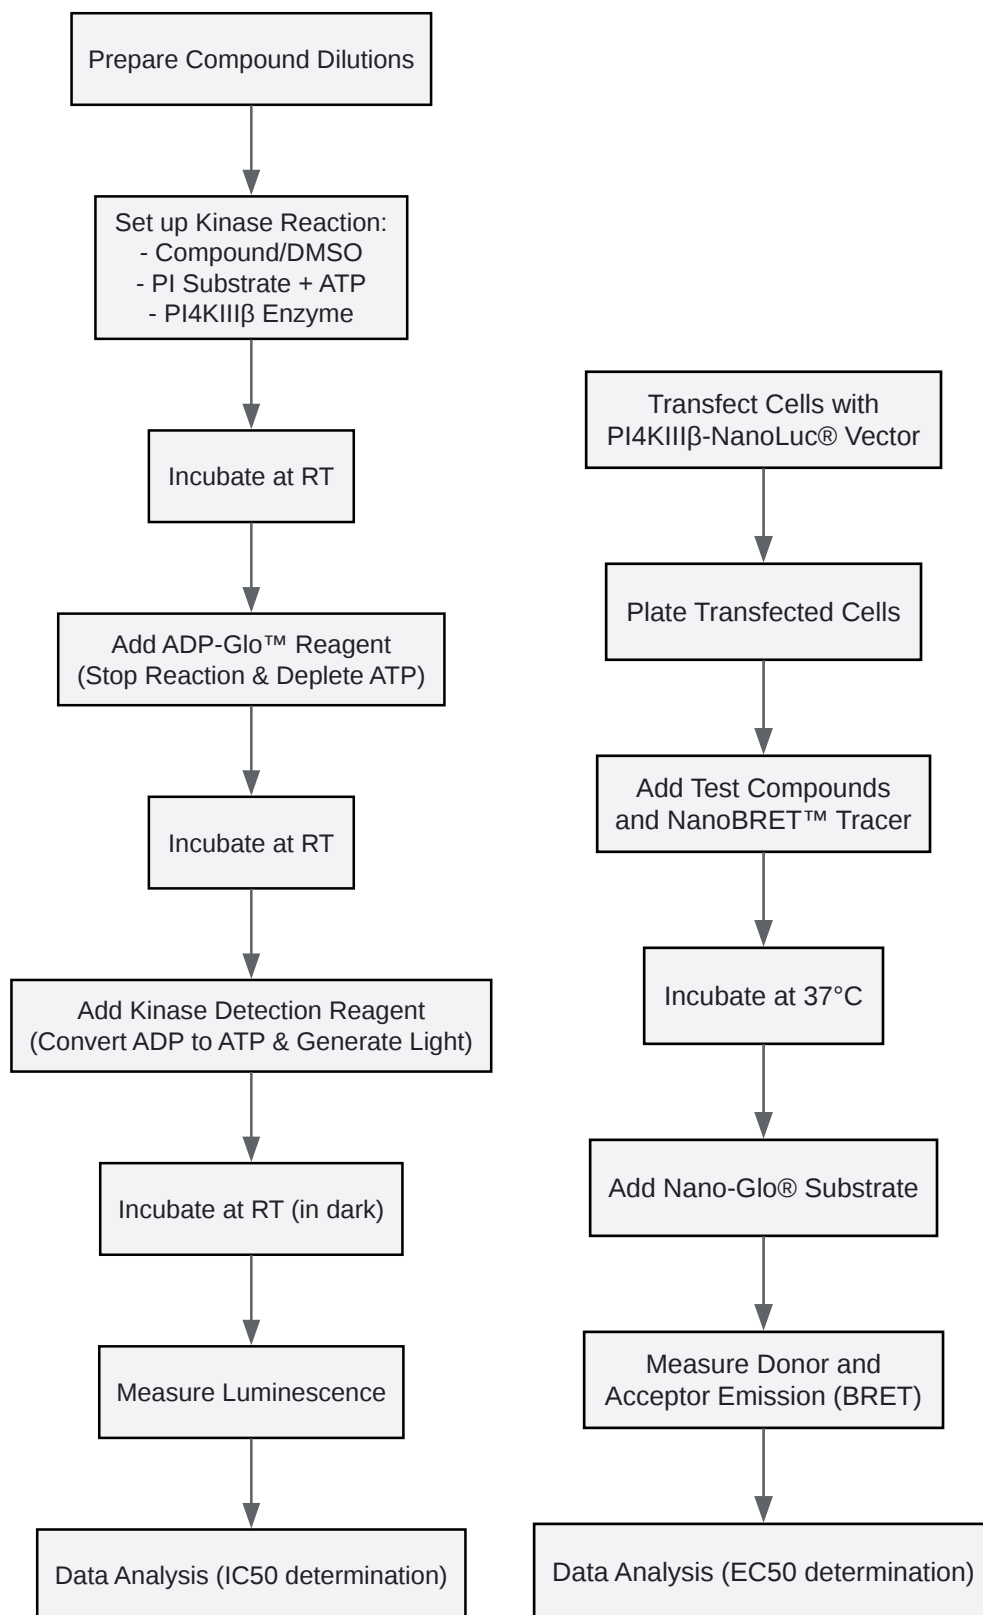 Prepare Compound Dilutions
Set up Kinase Reaction:
- Compound/DMSO
- PI Substrate + ATP
- PI4KIIIβ Enzyme
Incubate at RT
Add ADP-Glo™ Reagent
(Stop Reaction & Deplete ATP)
Incubate at RT
Add Kinase Detection Reagent
(Convert ADP to ATP & Generate Light)
Incubate at RT (in dark)
Measure Luminescence
Data Analysis (IC50 determination)
Transfect Cells with
PI4KIIIβ-NanoLuc® Vector
Plate Transfected Cells
Add Test Compounds
and NanoBRET™ Tracer
Incubate at 37°C
Add Nano-Glo® Substrate
Measure Donor and
Acceptor Emission (BRET)
Data Analysis (EC50 determination)